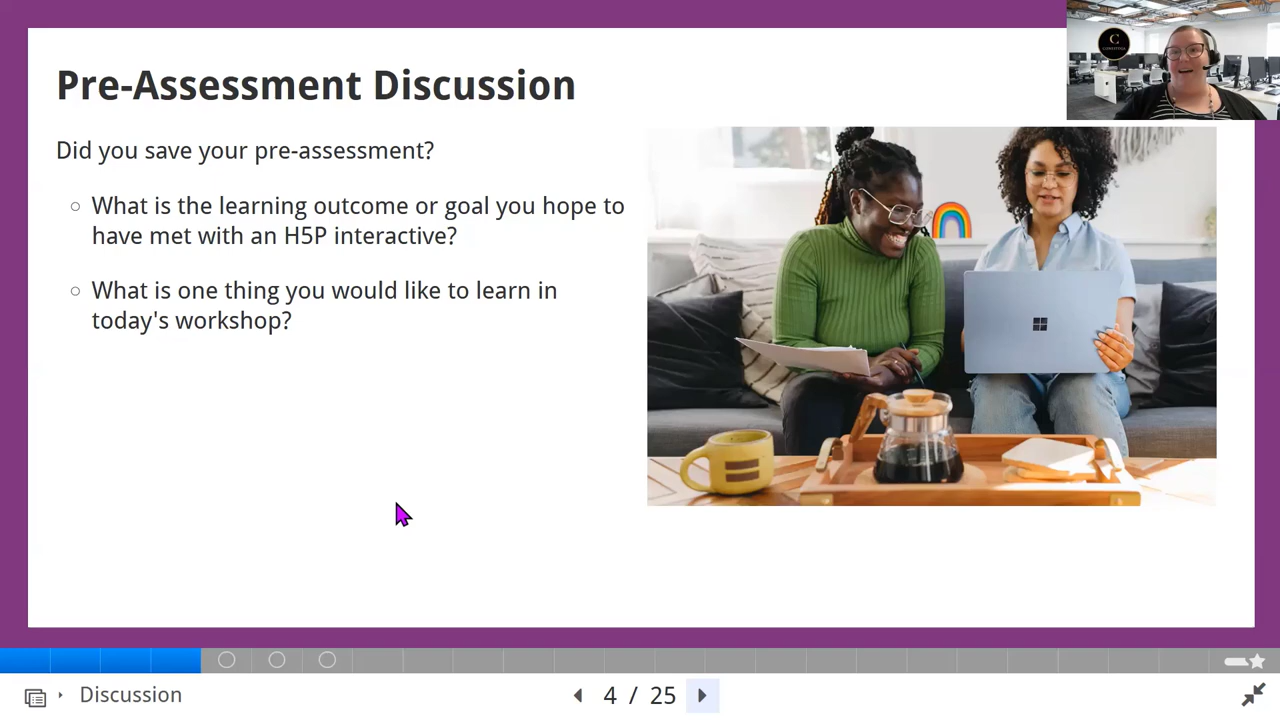 Pre-Assessment Discussion
Did you save your pre-assessment?
What is the learning outcome or goal you hope to
have met with an H5P interactive?
What is one thing you would like to learn in
today's workshop?
C
Discussion
4 / 25